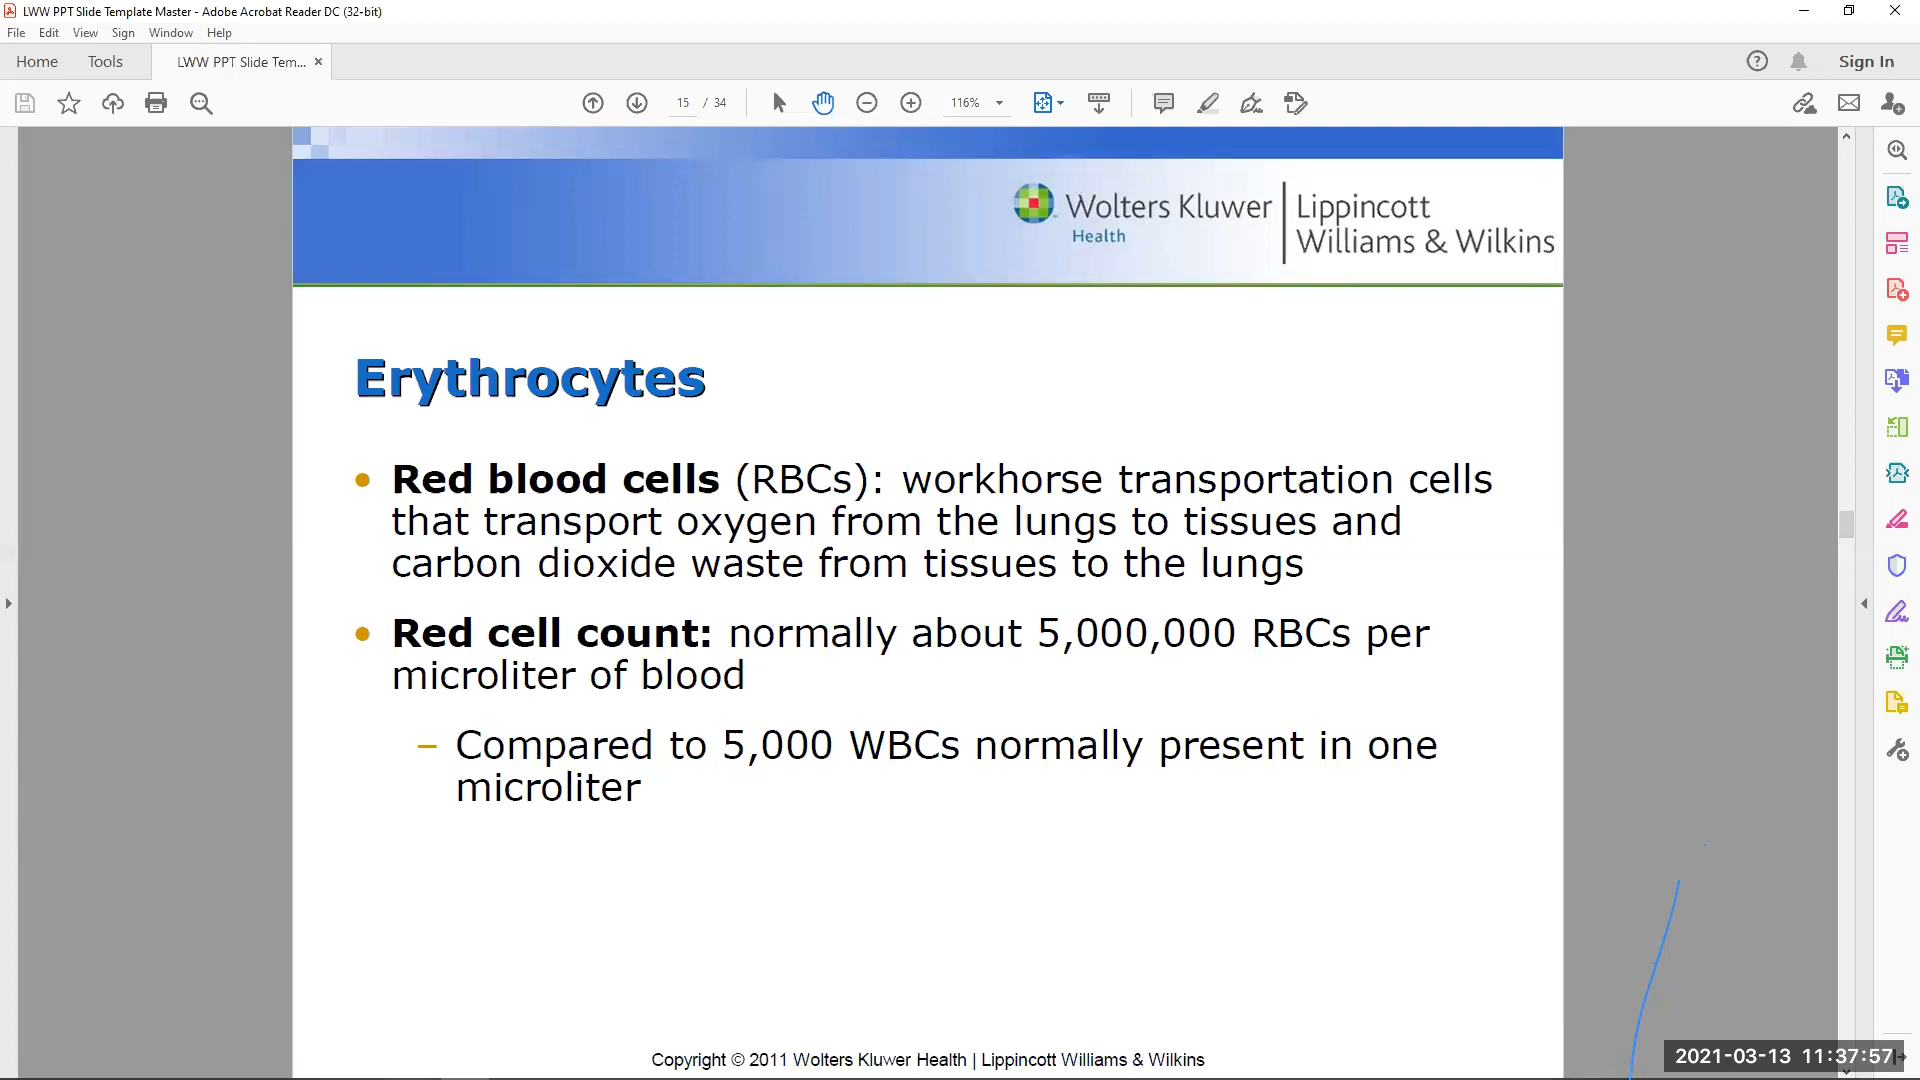 LWW PPT Slide Template Master - Adobe Acrobat Reader DC (32-bit)
File Edit View Sign Window Help
Home Tools LWW PPT Slide Tem... × Sign In
15 / 34 116%
Wolters Kluwer Lippincott
Health Williams & Wilkins
Erythrocytes
• Red blood cells (RBCs): workhorse transportation cells
that transport oxygen from the lungs to tissues and
carbon dioxide waste from tissues to the lungs
• Red cell count: normally about 5,000,000 RBCs per
microliter of blood
– Compared to 5,000 WBCs normally present in one
microliter
Copyright © 2011 Wolters Kluwer Health | Lippincott Williams & Wilkins
2021-03-13 11:37:57